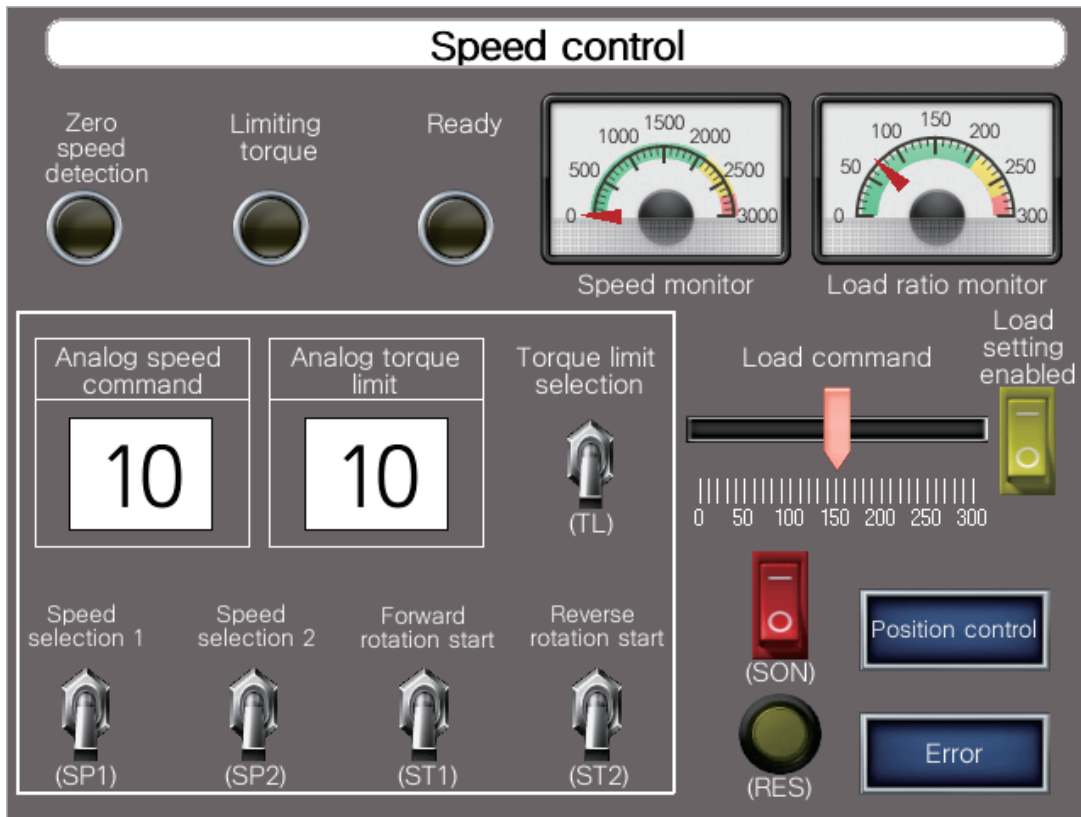 Speed control
Zero
speed
detection
Limiting
torque
Ready
0
500
1000
1500
2000
2500
3000
Speed monitor
0
50
100
150
200
250
300
Load ratio monitor
Analog speed
command
10
Analog torque
limit
10
Torque limit
selection
(TL)
Load command
0 50 100 150 200 250 300
Load
setting
enabled
Speed
selection 1
(SP1)
Speed
selection 2
(SP2)
Forward
rotation start
(ST1)
Reverse
rotation start
(ST2)
(SON)
(RES)
Position control
Error